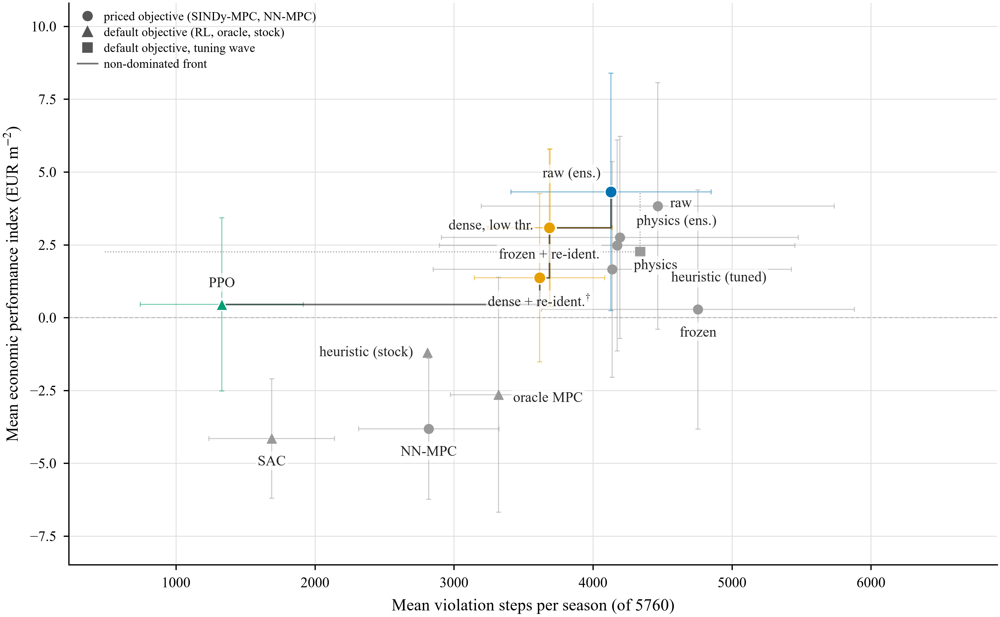 priced objective (SINDy-MPC, NN-MPC)
default objective (RL, oracle, stock)
default objective, tuning wave
non-dominated front
10.0
7.5
5.0
2.5
0.0
−2.5
−5.0
−7.5
Mean economic performance index (EUR m⁻²)
raw (ens.)
raw
physics (ens.)
dense, low thr.
frozen + re-ident.
physics
heuristic (tuned)
PPO
dense + re-ident.†
frozen
heuristic (stock)
oracle MPC
NN-MPC
SAC
1000
2000
3000
4000
5000
6000
Mean violation steps per season (of 5760)